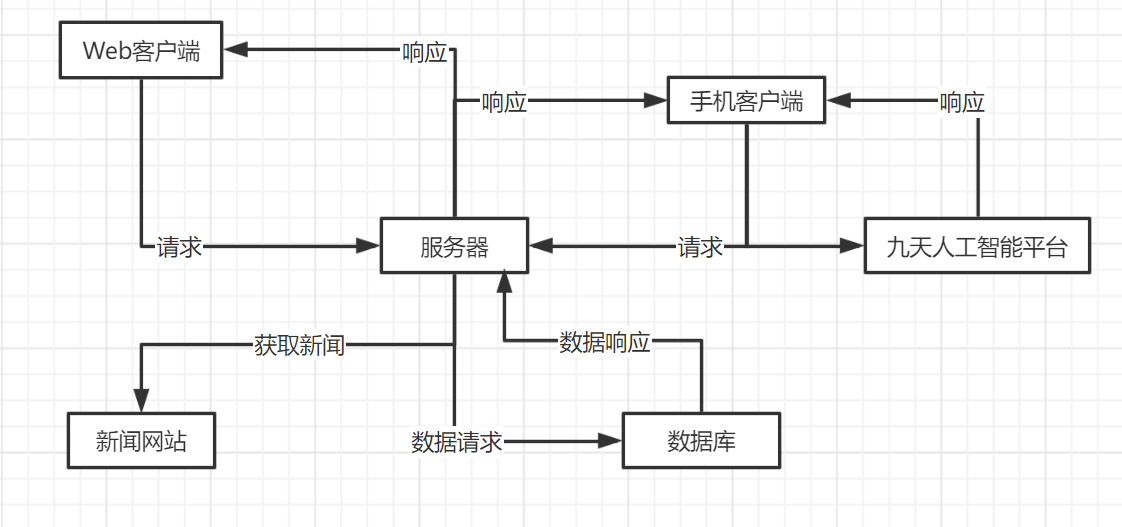 Web客户端
响应
响应
手机客户端
响应
请求
服务器
请求
九天人工智能平台
获取新闻
数据响应
新闻网站
数据请求
数据库